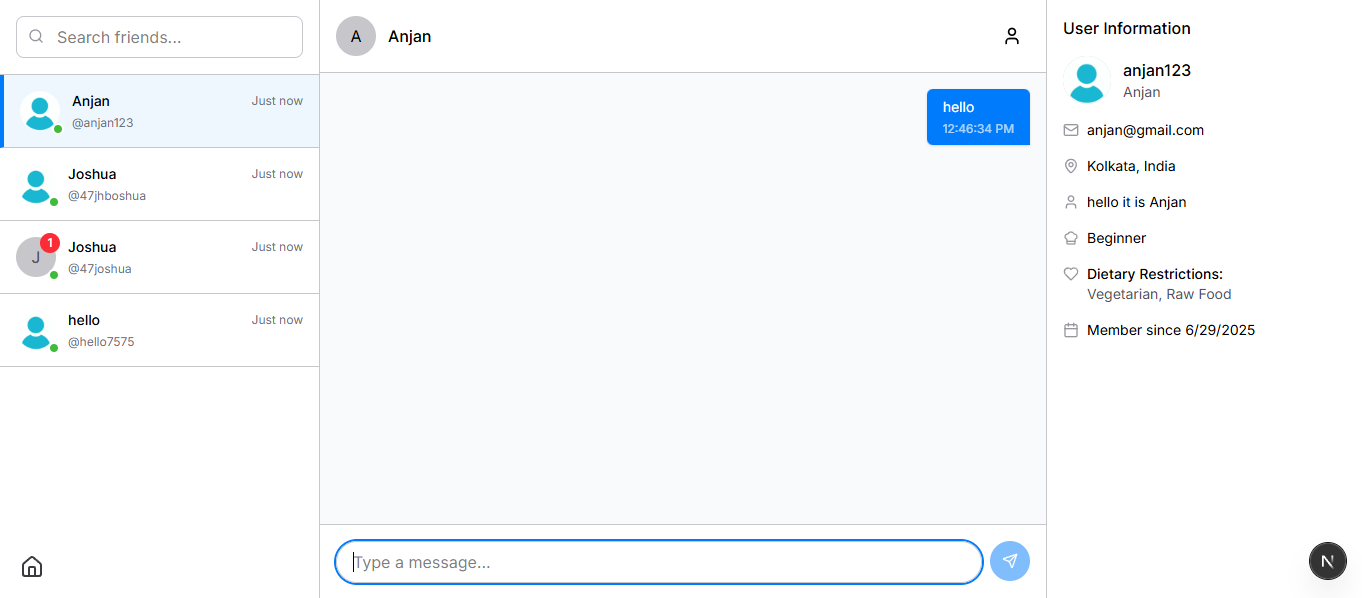 Search friends...
Anjan
Just now
@anjan123
Joshua
Just now
@47jhboshua
1
J
Joshua
Just now
@47joshua
hello
Just now
@hello7575
A
Anjan
hello
12:46:34 PM
Type a message...
User Information
anjan123
Anjan
anjan@gmail.com
Kolkata, India
hello it is Anjan
Beginner
Dietary Restrictions:
Vegetarian, Raw Food
Member since 6/29/2025
N